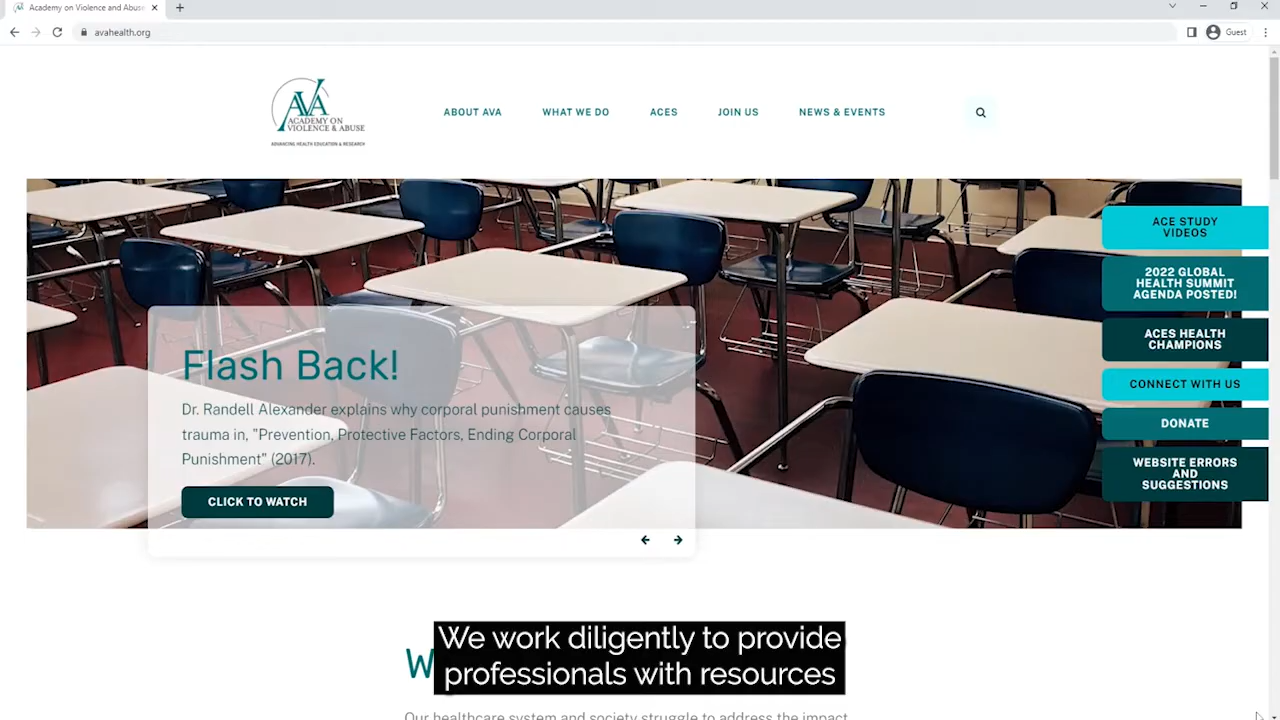 Academy on Violence and Abuse
avahealth.org
Guest
AVA
ACADEMY ON
VIOLENCE & ABUSE
ADVANCING HEALTH EDUCATION & RESEARCH
ABOUT AVA
WHAT WE DO
ACES
JOIN US
NEWS & EVENTS
ACE STUDY
VIDEOS
2022 GLOBAL
HEALTH SUMMIT
AGENDA POSTED!
ACES HEALTH
CHAMPIONS
CONNECT WITH US
DONATE
WEBSITE ERRORS
AND
SUGGESTIONS
Flash Back!
Dr. Randell Alexander explains why corporal punishment causes
trauma in, "Prevention, Protective Factors, Ending Corporal
Punishment" (2017).
CLICK TO WATCH
We work diligently to provide
professionals with resources
Our healthcare system and society struggle to address the impact